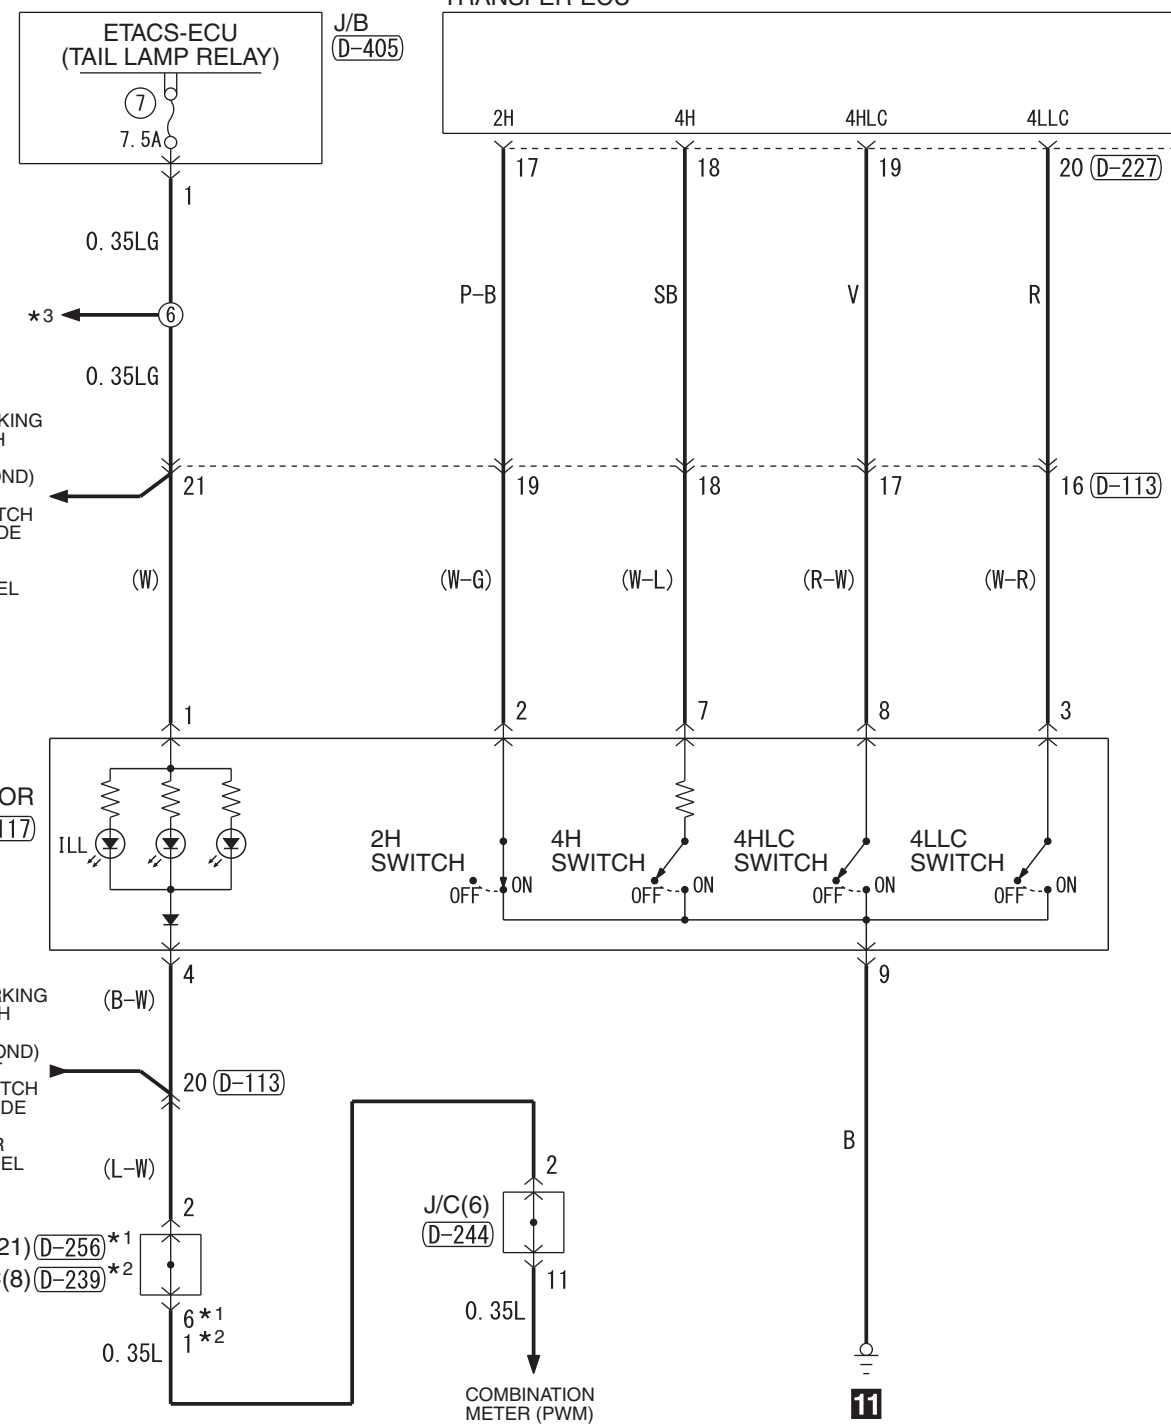 ETACS-ECU
(TAIL LAMP RELAY)
J/B
D-405
7
7.5A
1
0.35LG
*3
6
0.35LG
2H
4H
4HLC
4LLC
17
18
19
20 D-227
P-B
SB
V
R
21
19
18
17
16 D-113
(W)
(W-G)
(W-L)
(R-W)
(W-R)
1
2
7
8
3
OR
117
ILL
2H
SWITCH
OFF
ON
4H
SWITCH
OFF
ON
4HLC
SWITCH
OFF
ON
4LLC
SWITCH
OFF
ON
4
9
(B-W)
OND)
20 D-113
(L-W)
2
21) D-256 *1
(8) D-239 *2
6 *1
1 *2
0.35L
2
J/C(6)
D-244
11
0.35L
COMBINATION
METER (PWM)
B
11